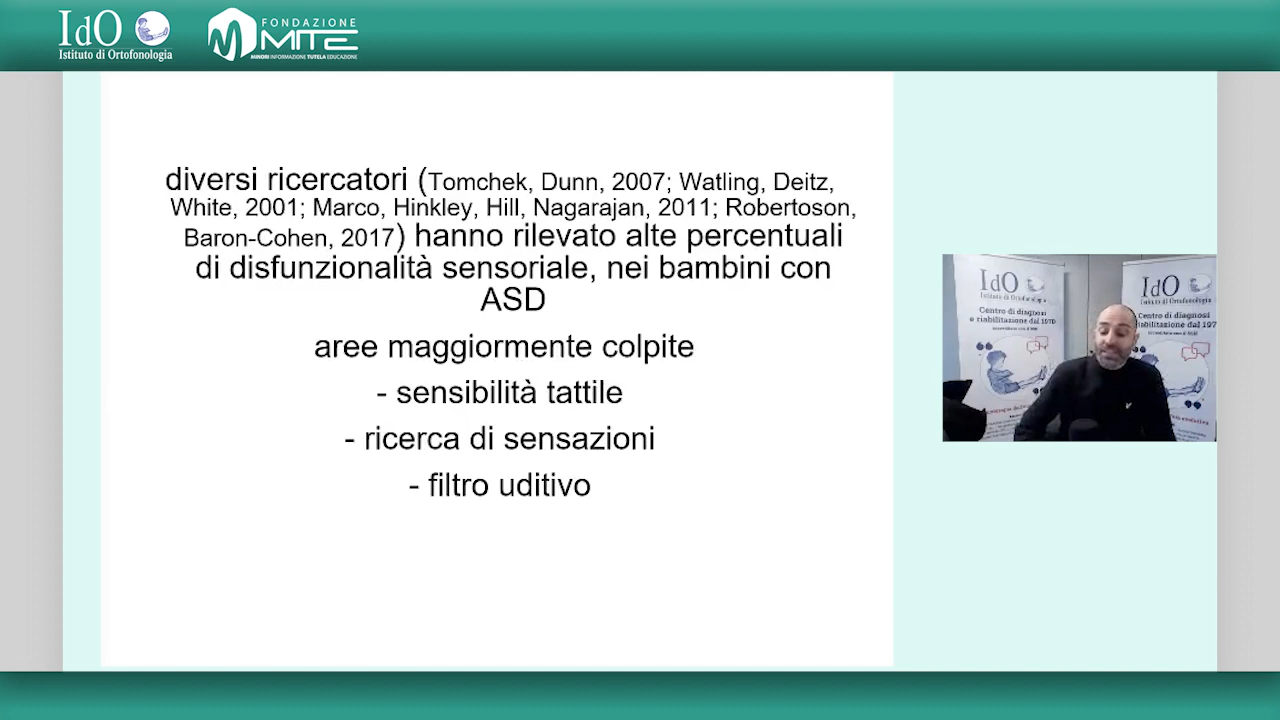 IdO
Istituto di Ortofonologia
FONDAZIONE
MITE
MINORI INFORMAZIONE TUTELA EDUCAZIONE
diversi ricercatori (Tomchek, Dunn, 2007; Watling, Deitz,
White, 2001; Marco, Hinkley, Hill, Nagarajan, 2011; Robertoson,
Baron-Cohen, 2017) hanno rilevato alte percentuali
di disfunzionalità sensoriale, nei bambini con
ASD
aree maggiormente colpite
- sensibilità tattile
- ricerca di sensazioni
- filtro uditivo
IdO
Istituto di Ortofonologia
Centro di diagnosi
e riabilitazione dal 1970
IdO
Istituto di Ortofonologia
Centro di diagnosi
riabilitazione dal 197